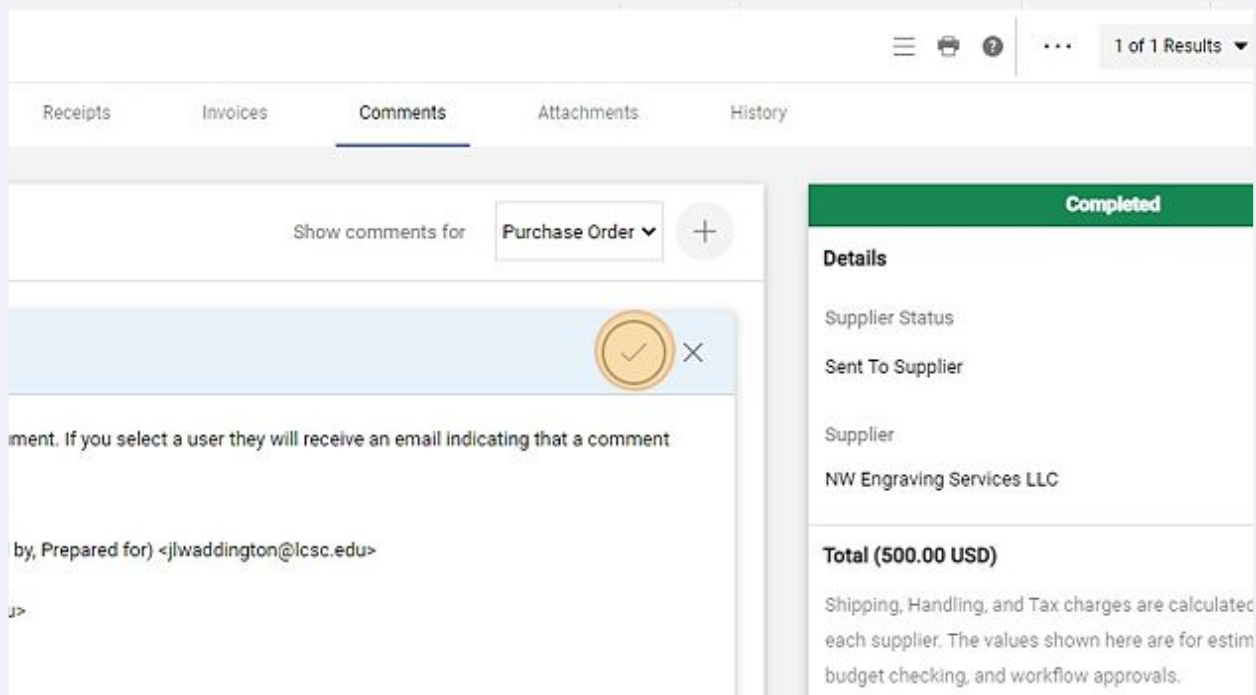 1 of 1 Results
Receipts Invoices Comments Attachments History
Show comments for Purchase Order
ment. If you select a user they will receive an email indicating that a comment
by, Prepared for) <jlwaddington@lcsc.edu>
u>
Completed
Details
Supplier Status
Sent To Supplier
Supplier
NW Engraving Services LLC
Total (500.00 USD)
Shipping, Handling, and Tax charges are calculated
each supplier. The values shown here are for estim
budget checking, and workflow approvals.